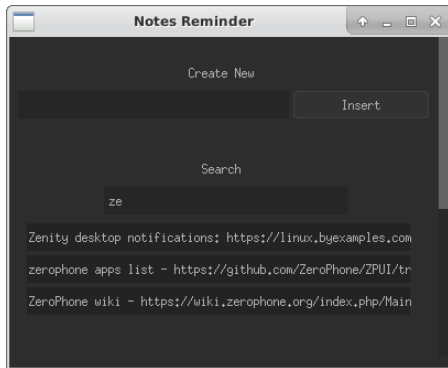 Notes Reminder
Create New
Insert
Search
ze
Zenity desktop notifications: https://linux.byexamples.com
zerophone apps list - https://github.com/ZeroPhone/ZPUI/tr
ZeroPhone wiki - https://wiki.zerophone.org/index.php/Main